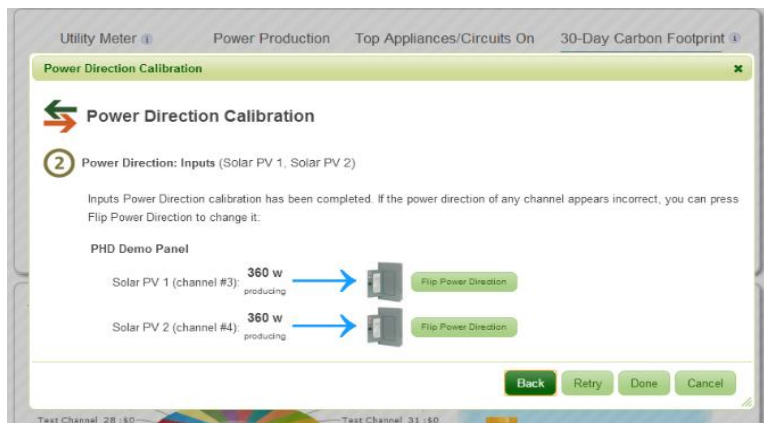 Utility Meter Power Production Top Appliances/Circuits On 30-Day Carbon Footprint
Power Direction Calibration
Power Direction Calibration
2 Power Direction: Inputs (Solar PV 1, Solar PV 2)
Inputs Power Direction calibration has been completed. If the power direction of any channel appears incorrect, you can press
Flip Power Direction to change it:
PHD Demo Panel
Solar PV 1 (channel #3): 360 w Flip Power Direction
producing
Solar PV 2 (channel #4): 360 w Flip Power Direction
producing
Back Retry Done Cancel
Test Channel 28 :$0 Test Channel 31 :$0